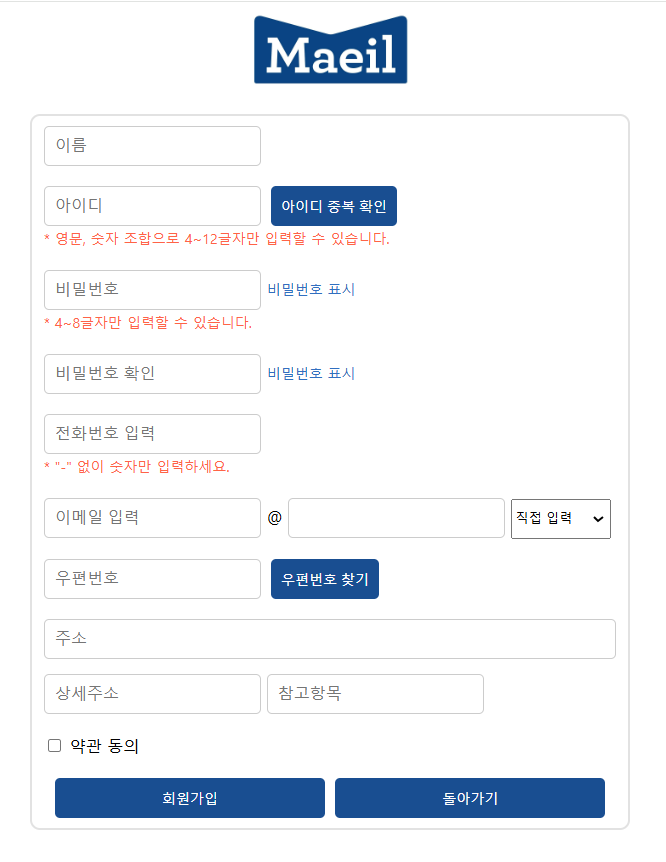 Maeil
이름
아이디 아이디 중복 확인
* 영문, 숫자 조합으로 4~12글자만 입력할 수 있습니다.
비밀번호 비밀번호 표시
* 4~8글자만 입력할 수 있습니다.
비밀번호 확인 비밀번호 표시
전화번호 입력
* "-" 없이 숫자만 입력하세요.
이메일 입력 @ 직접 입력
우편번호 우편번호 찾기
주소
상세주소 참고항목
약관 동의
회원가입 돌아가기